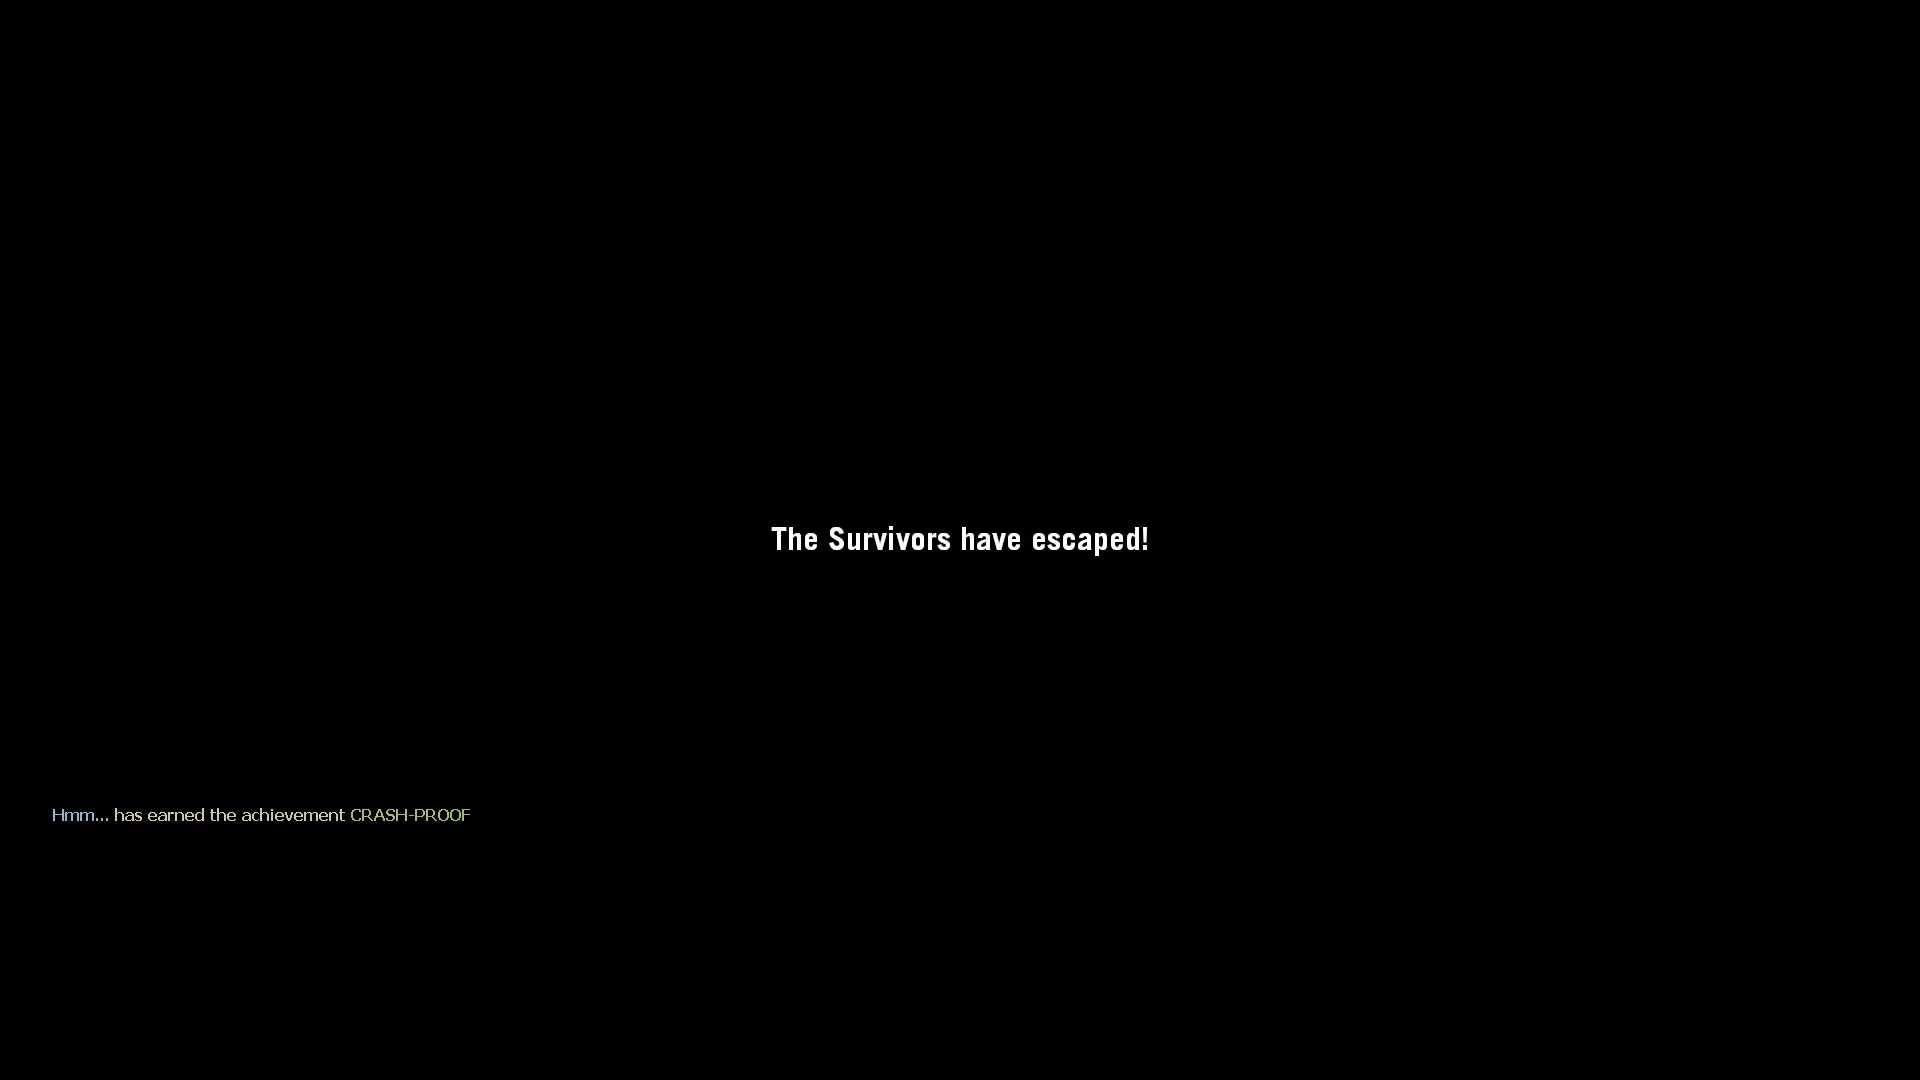 The Survivors have escaped!
Hmm... has earned the achievement CRASH-PROOF